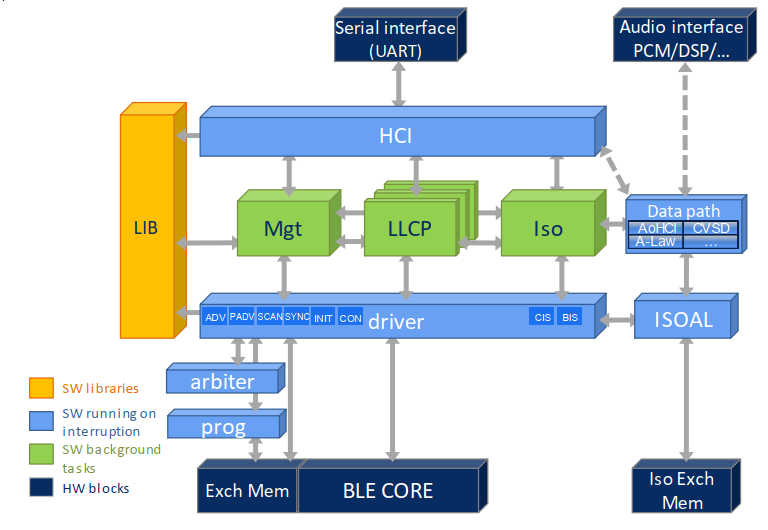 Serial interface
(UART)
Audio interface
PCM/DSP/...
HCI
LIB
Mgt
LLCP
Iso
Data path
AoHCI CVSD
A-Law ...
ADV PADV SCAN SYNC INIT CON driver CIS BIS
ISOAL
arbiter
prog
SW libraries
SW running on
interruption
SW background
tasks
HW blocks
Exch Mem
BLE CORE
Iso Exch
Mem